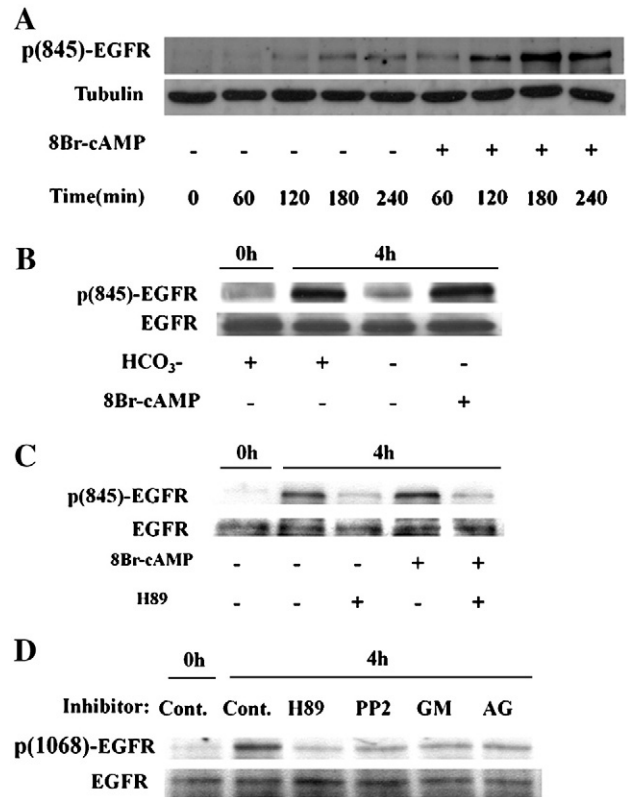 A
p(845)-EGFR
Tubulin
8Br-cAMP - - - - - + + + +
Time(min) 0 60 120 180 240 60 120 180 240
B
0h 4h
p(845)-EGFR
EGFR
HCO₃- + + - -
8Br-cAMP - - - +
C
0h 4h
p(845)-EGFR
EGFR
8Br-cAMP - - - + +
H89 - - + - +
D
0h 4h
Inhibitor: Cont. Cont. H89 PP2 GM AG
p(1068)-EGFR
EGFR